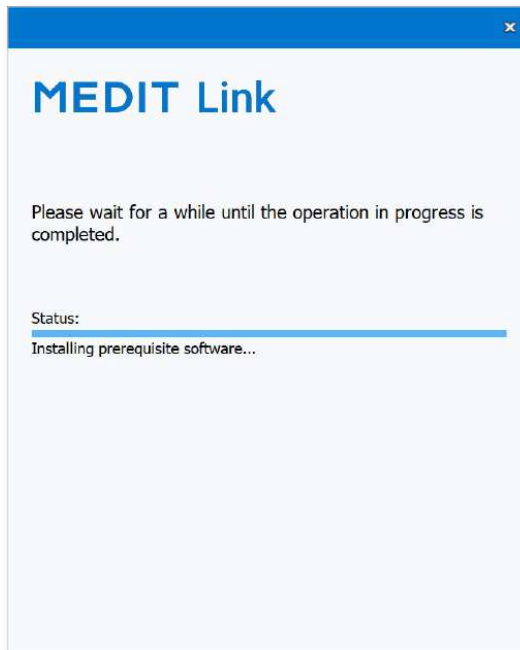 MEDIT Link
Please wait for a while until the operation in progress is
completed.
Status:
Installing prerequisite software...